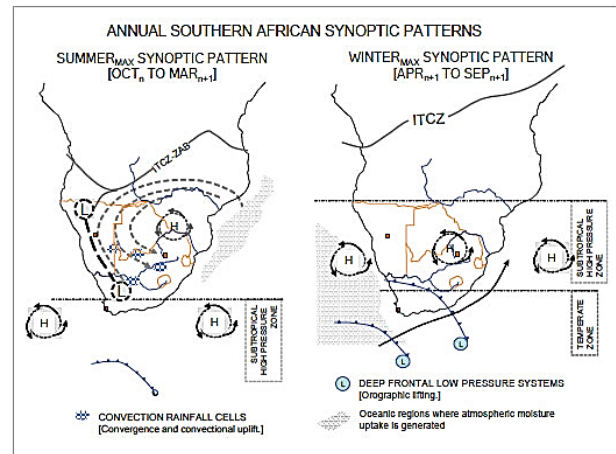 ANNUAL SOUTHERN AFRICAN SYNOPTIC PATTERNS
SUMMERMAX SYNOPTIC PATTERN
[OCTn TO MARn+1]
ITCZ-ZAB
L
H
L
H
H
SUBTROPICAL
HIGH PRESSURE
ZONE
L
CONVECTION RAINFALL CELLS
[Convergence and convectional uplift.]
WINTERMAX SYNOPTIC PATTERN
[APRn+1 TO SEPn+1]
ITCZ
H
H
H
SUBTROPICAL
HIGH PRESSURE
ZONE
TEMPERATE
ZONE
L
L
L
DEEP FRONTAL LOW PRESSURE SYSTEMS
[Orographic lifting.]
Oceanic regions where atmospheric moisture
uptake is generated